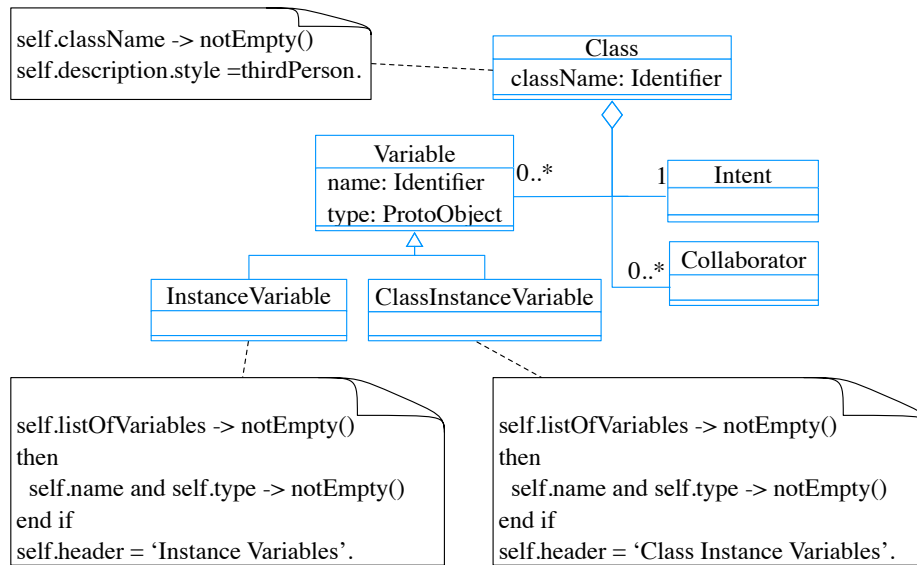 self.className -> notEmpty()
self.description.style =thirdPerson.
Class
className: Identifier
Variable
name: Identifier
type: ProtoObject
0..*
1
Intent
0..*
Collaborator
InstanceVariable
ClassInstanceVariable
self.listOfVariables -> notEmpty()
then
self.name and self.type -> notEmpty()
end if
self.header = ‘Instance Variables’.
self.listOfVariables -> notEmpty()
then
self.name and self.type -> notEmpty()
end if
self.header = ‘Class Instance Variables’.